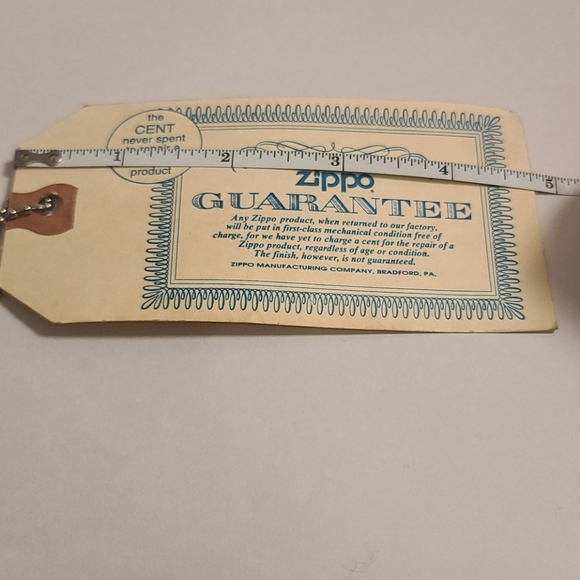 the
CENT
never spent
product
1 2 3 4 5
Zippo
GUARANTEE
Any Zippo product, when returned to our factory,
will be put in first-class mechanical condition free of
charge, for we have yet to charge a cent for the repair of a
Zippo product, regardless of age or condition.
The finish, however, is not guaranteed.
ZIPPO MANUFACTURING COMPANY, BRADFORD, PA.